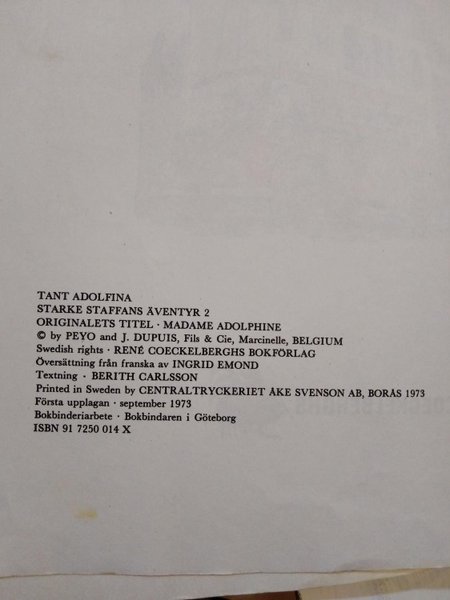 TANT ADOLFINA
STARKE STAFFANS ÄVENTYR 2
ORIGINALETS TITEL · MADAME ADOLPHINE
© by PEYO and J. DUPUIS, Fils & Cie, Marcinelle, BELGIUM
Swedish rights · RENÉ COECKELBERGHS BOKFÖRLAG
Översättning från franska av INGRID EMOND
Textning · BERITH CARLSSON
Printed in Sweden by CENTRALTRYCKERIET ÅKE SVENSON AB, BORÅS 1973
Första upplagan · september 1973
Bokbinderiarbete · Bokbindaren i Göteborg
ISBN 91 7250 014 X